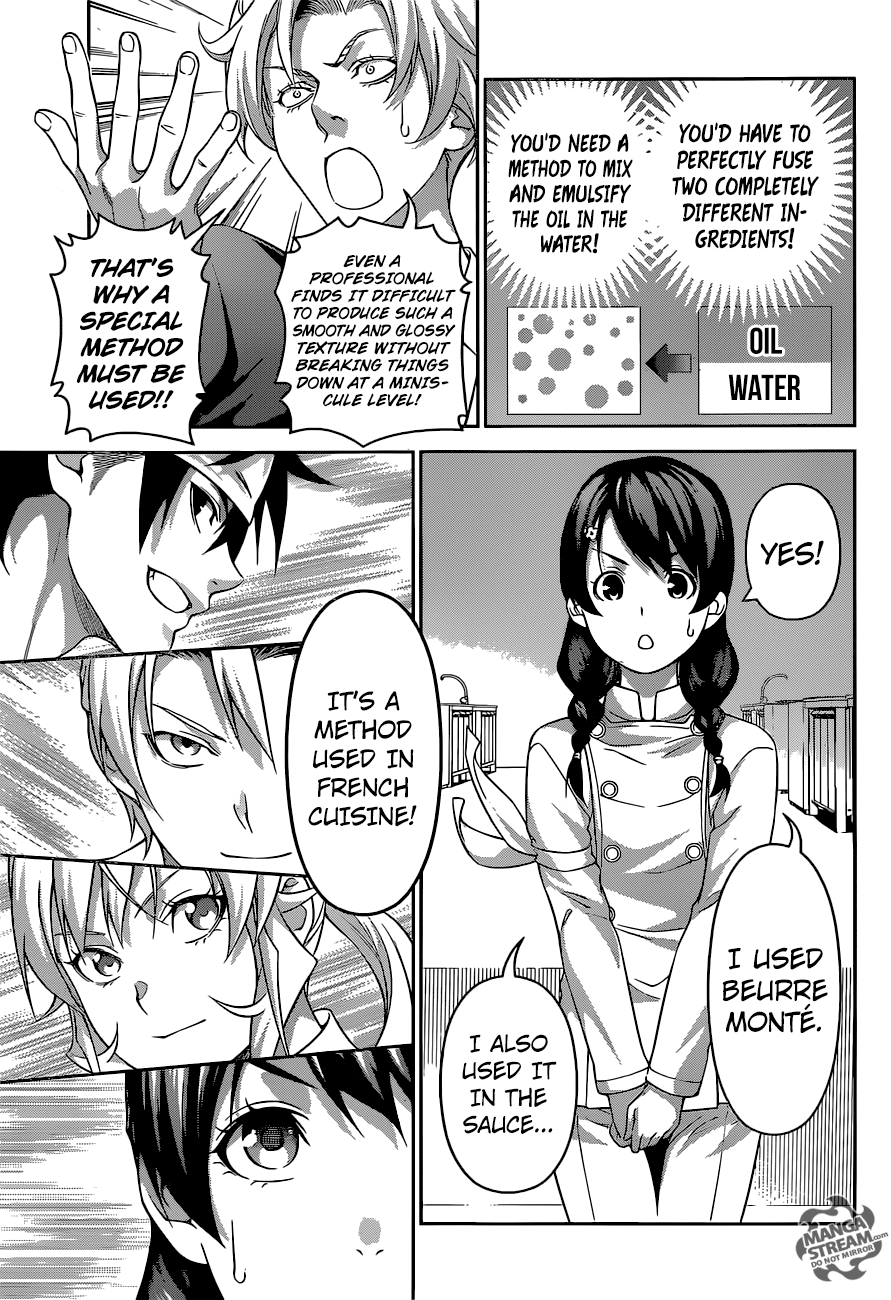 YOU'D HAVE TO
PERFECTLY FUSE
TWO COMPLETELY
DIFFERENT IN-
GREDIENTS!
YOU'D NEED A
METHOD TO MIX
AND EMULSIFY
THE OIL IN THE
WATER!
OIL
WATER
EVEN A
PROFESSIONAL
FINDS IT DIFFICULT
TO PRODUCE SUCH A
SMOOTH AND GLOSSY
TEXTURE WITHOUT
BREAKING THINGS
DOWN AT A MINIS-
CULE LEVEL!
THAT'S
WHY A
SPECIAL
METHOD
MUST BE
USED!!
YES!
I USED
BEURRE
MONTÉ.
I ALSO
USED IT
IN THE
SAUCE...
IT'S A
METHOD
USED IN
FRENCH
CUISINE!
MANGA
STREAM.com
DO NOT MIRROR